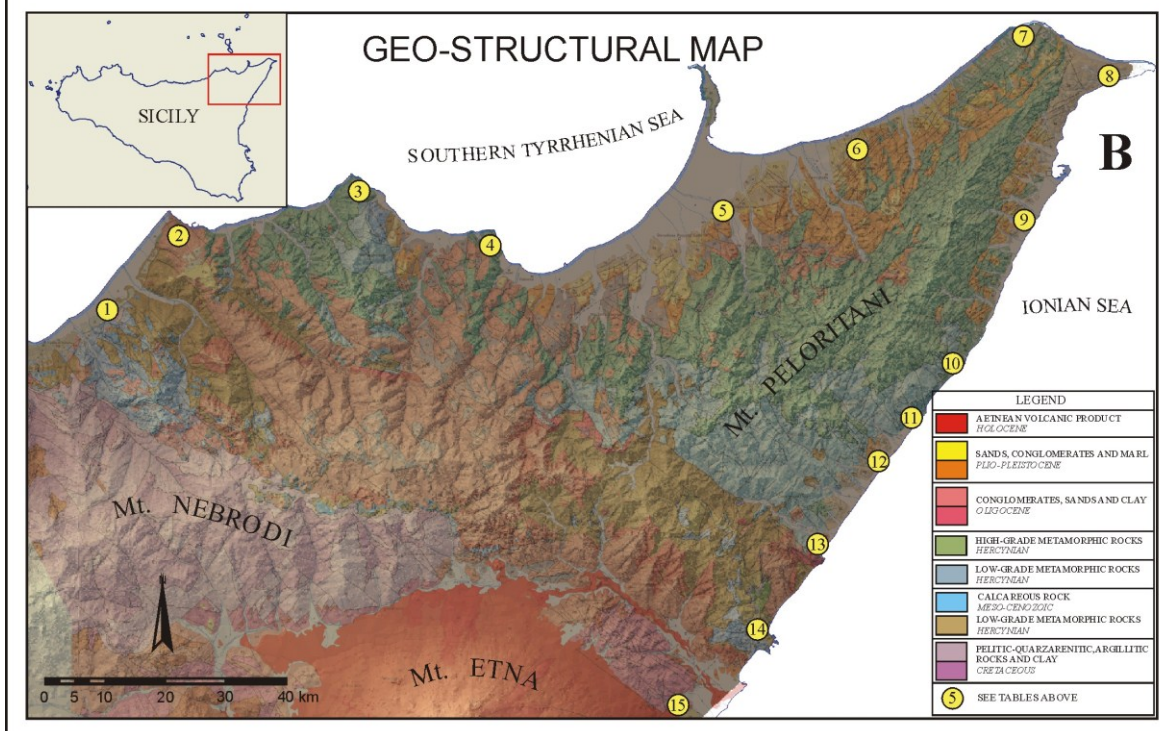 GEO-STRUCTURAL MAP
SICILY
SOUTHERN TYRRHENIAN SEA
B
IONIAN SEA
Mt. PELORITANI
Mt. NEBRODI
Mt. ETNA
1
2
3
4
5
6
7
8
9
10
11
12
13
14
15
0 5 10 20 30 40 km
LEGEND
AETNEAN VOLCANIC PRODUCT
HOLOCENE
SANDS, CONGLOMERATES AND MARL
PLIO-PLEISTOCENE
CONGLOMERATES, SANDS AND CLAY
OLIGOCENE
HIGH-GRADE METAMORPHIC ROCKS
HERCYNIAN
LOW-GRADE METAMORPHIC ROCKS
HERCYNIAN
CALCAREOUS ROCK
MESO-CENOZOIC
LOW-GRADE METAMORPHIC ROCKS
HERCYNIAN
PELITIC-QUARZARENITIC, ARGILLITIC
ROCKS AND CLAY
CRETACEOUS
5 SEE TABLES ABOVE